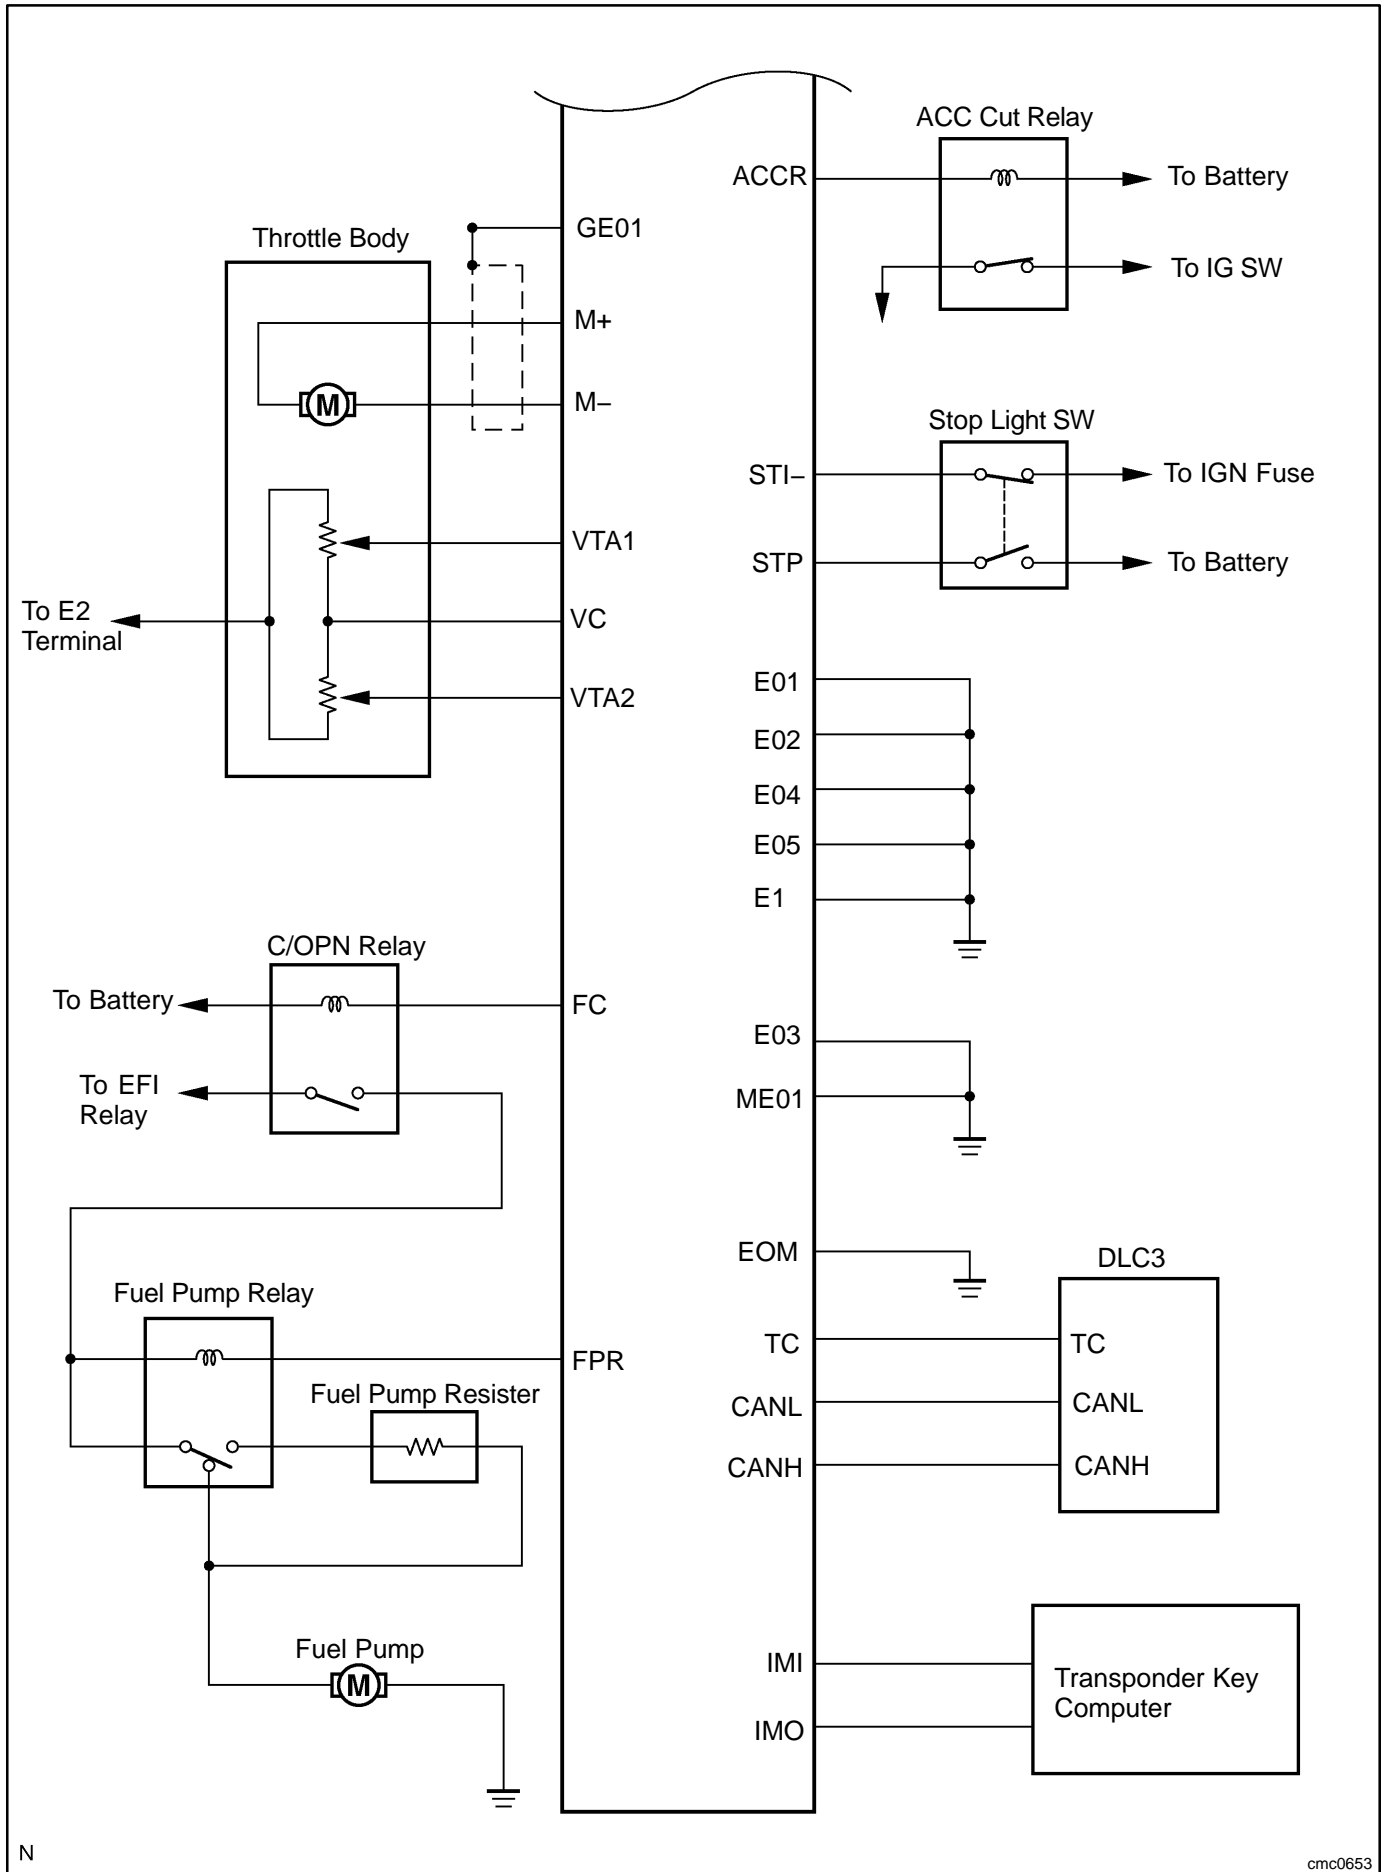 ACC Cut Relay
ACCR
To Battery
GE01
Throttle Body
To IG SW
M+
M
M–
Stop Light SW
STI–
To IGN Fuse
VTA1
STP
To Battery
To E2
Terminal
VC
VTA2
E01
E02
E04
E05
E1
C/OPN Relay
To Battery
FC
E03
To EFI
Relay
ME01
EOM
DLC3
Fuel Pump Relay
TC
TC
FPR
Fuel Pump Resister
CANL
CANL
CANH
CANH
Fuel Pump
M
IMI
Transponder Key
Computer
IMO
N
cmc0653